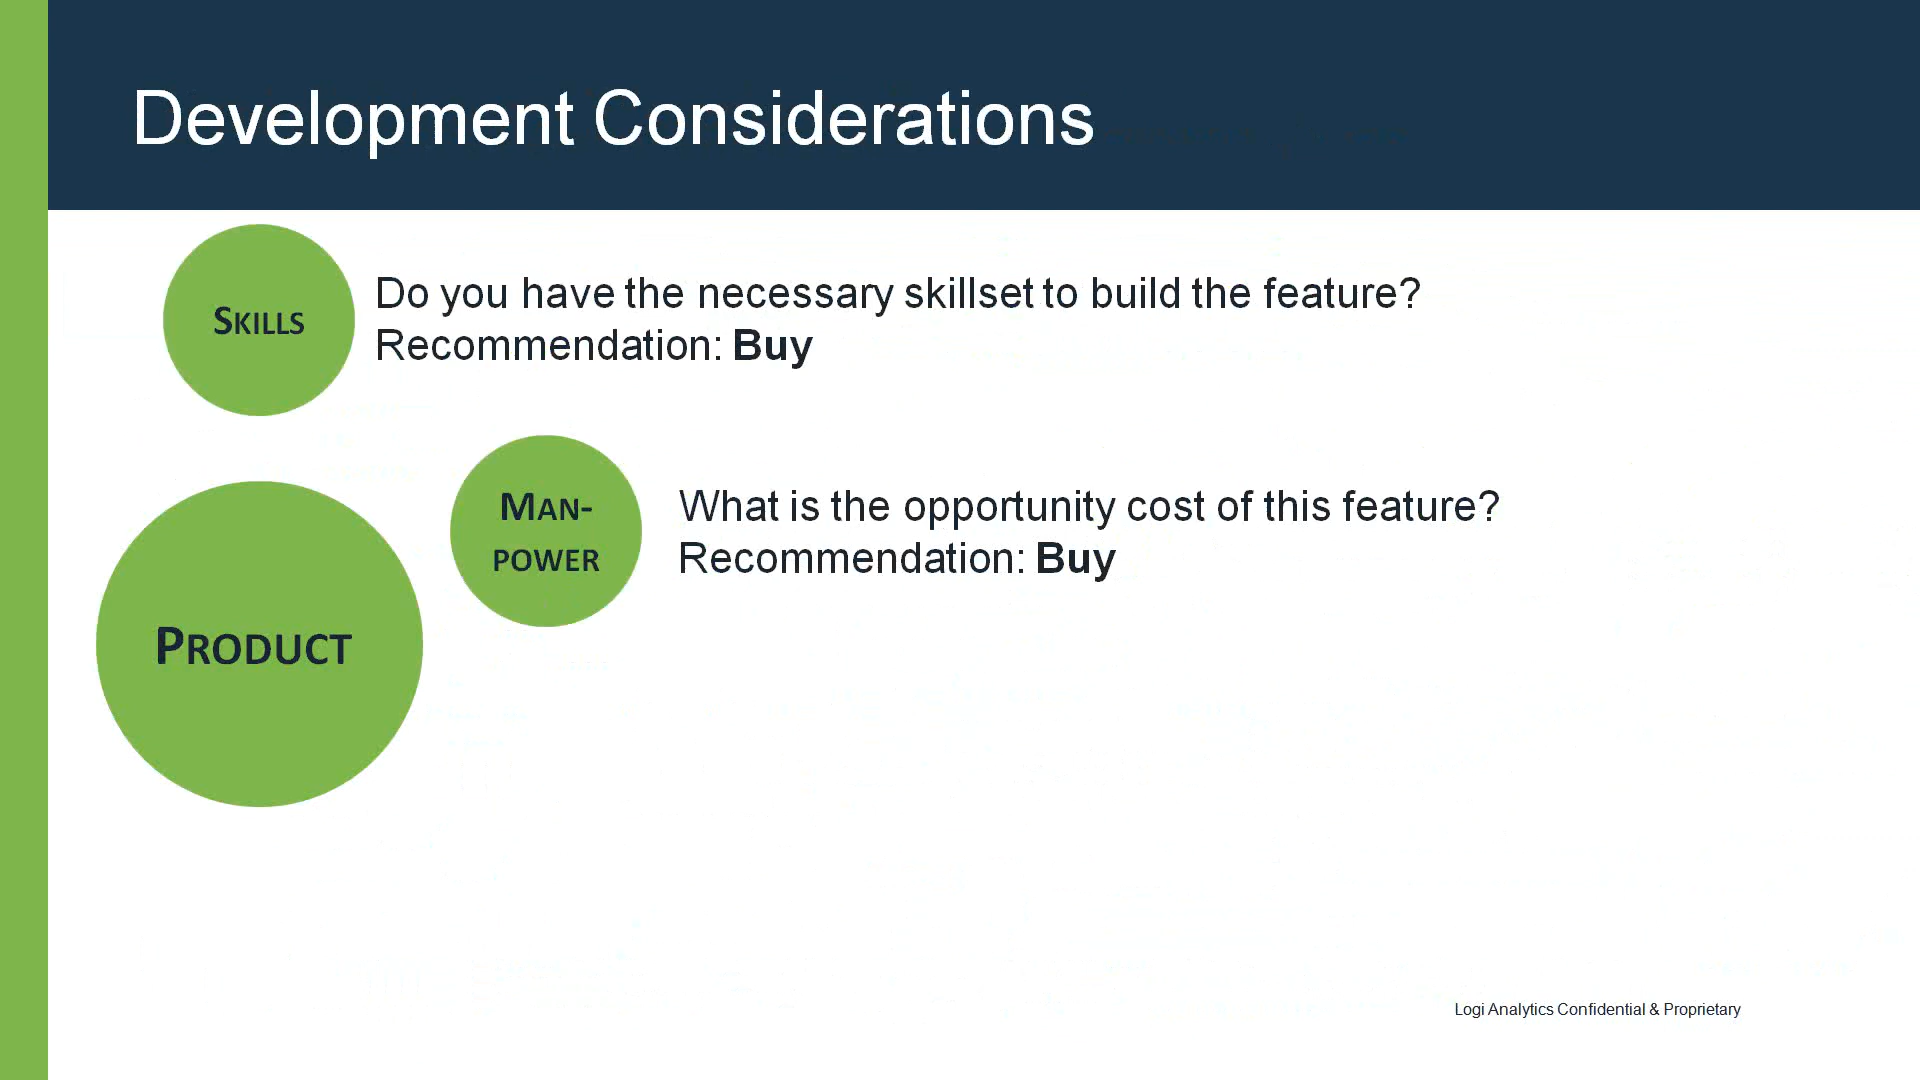 Development Considerations
SKILLS
Do you have the necessary skillset to build the feature?
Recommendation: Buy
MAN-
POWER
What is the opportunity cost of this feature?
Recommendation: Buy
PRODUCT
Logi Analytics Confidential & Proprietary